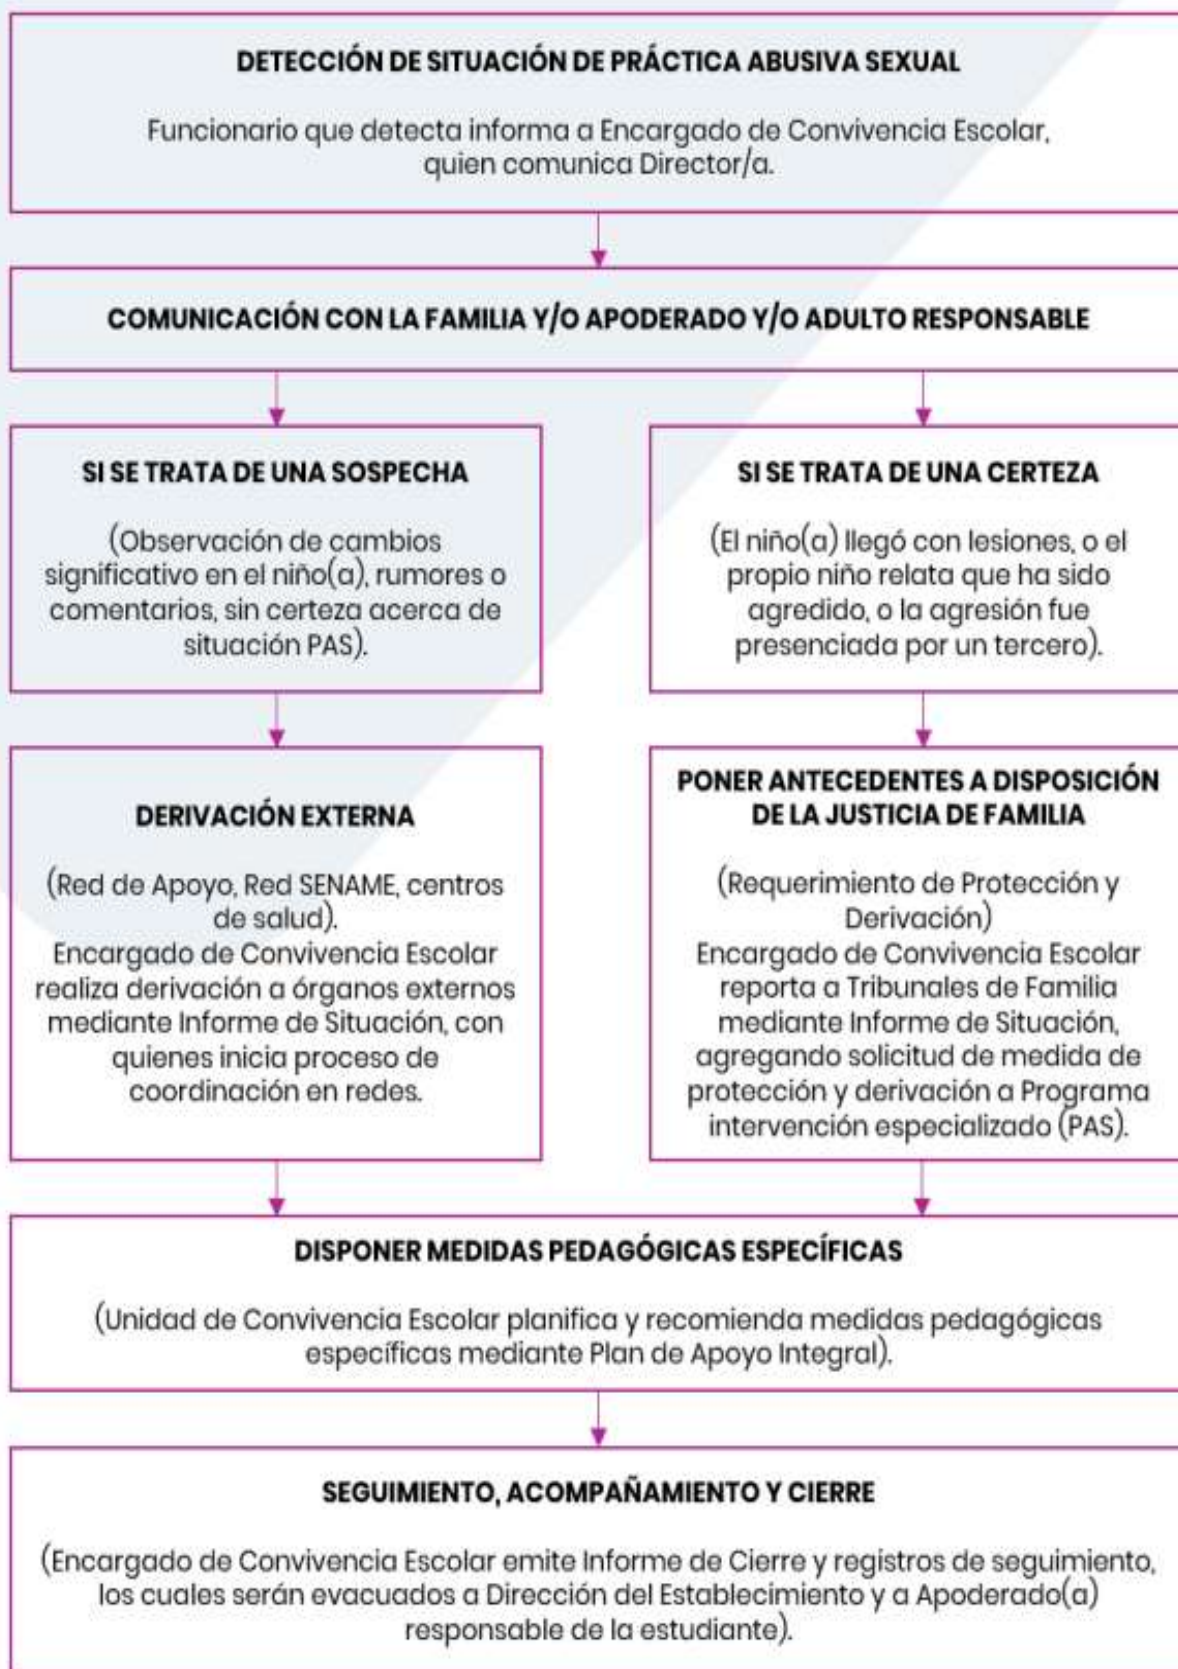 DETECCIÓN DE SITUACIÓN DE PRÁCTICA ABUSIVA SEXUAL
Funcionario que detecta informa a Encargado de Convivencia Escolar,
quien comunica Director/a.
COMUNICACIÓN CON LA FAMILIA Y/O APODERADO Y/O ADULTO RESPONSABLE
SI SE TRATA DE UNA SOSPECHA
(Observación de cambios
significativo en el niño(a), rumores o
comentarios, sin certeza acerca de
situación PAS).
SI SE TRATA DE UNA CERTEZA
(El niño(a) llegó con lesiones, o el
propio niño relata que ha sido
agredido, o la agresión fue
presenciada por un tercero).
DERIVACIÓN EXTERNA
(Red de Apoyo, Red SENAME, centros
de salud).
Encargado de Convivencia Escolar
realiza derivación a órganos externos
mediante Informe de Situación, con
quienes inicia proceso de
coordinación en redes.
PONER ANTECEDENTES A DISPOSICIÓN
DE LA JUSTICIA DE FAMILIA
(Requerimiento de Protección y
Derivación)
Encargado de Convivencia Escolar
reporta a Tribunales de Familia
mediante Informe de Situación,
agregando solicitud de medida de
protección y derivación a Programa
intervención especializado (PAS).
DISPONER MEDIDAS PEDAGÓGICAS ESPECÍFICAS
(Unidad de Convivencia Escolar planifica y recomienda medidas pedagógicas
específicas mediante Plan de Apoyo Integral).
SEGUIMIENTO, ACOMPAÑAMIENTO Y CIERRE
(Encargado de Convivencia Escolar emite Informe de Cierre y registros de seguimiento,
los cuales serán evacuados a Dirección del Establecimiento y a Apoderado(a)
responsable de la estudiante).